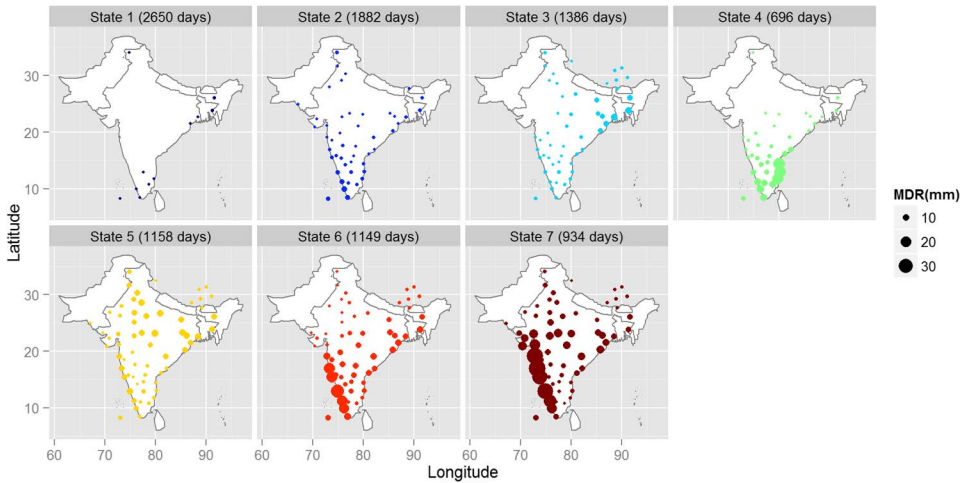 State 1 (2650 days)
State 2 (1882 days)
State 3 (1386 days)
State 4 (696 days)
30
20
10
Latitude
MDR(mm)
10
20
30
State 5 (1158 days)
State 6 (1149 days)
State 7 (934 days)
30
20
10
60 70 80 90
60 70 80 90
60 70 80 90
Longitude